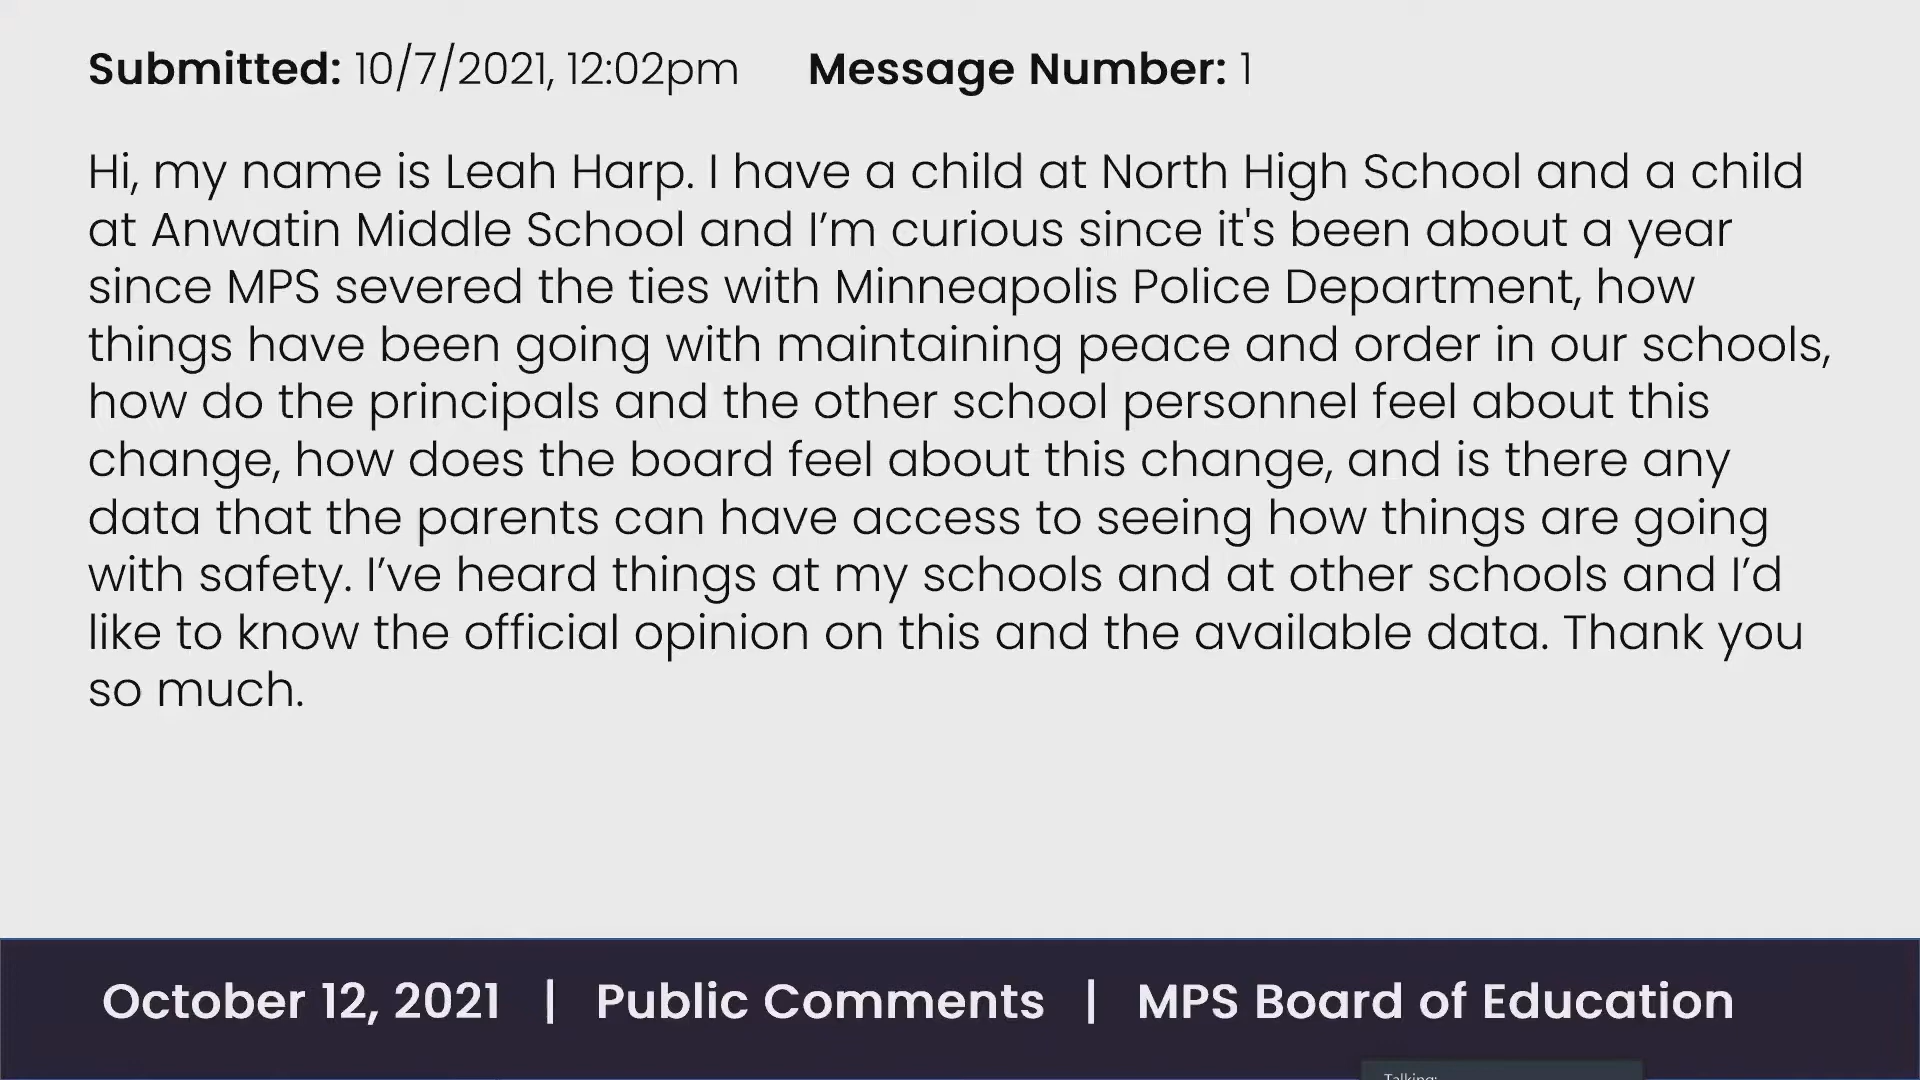 Submitted: 10/7/2021, 12:02pm Message Number: 1
Hi, my name is Leah Harp. I have a child at North High School and a child
at Anwatin Middle School and I’m curious since it's been about a year
since MPS severed the ties with Minneapolis Police Department, how
things have been going with maintaining peace and order in our schools,
how do the principals and the other school personnel feel about this
change, how does the board feel about this change, and is there any
data that the parents can have access to seeing how things are going
with safety. I’ve heard things at my schools and at other schools and I’d
like to know the official opinion on this and the available data. Thank you
so much.
October 12, 2021 | Public Comments | MPS Board of Education
Talking: